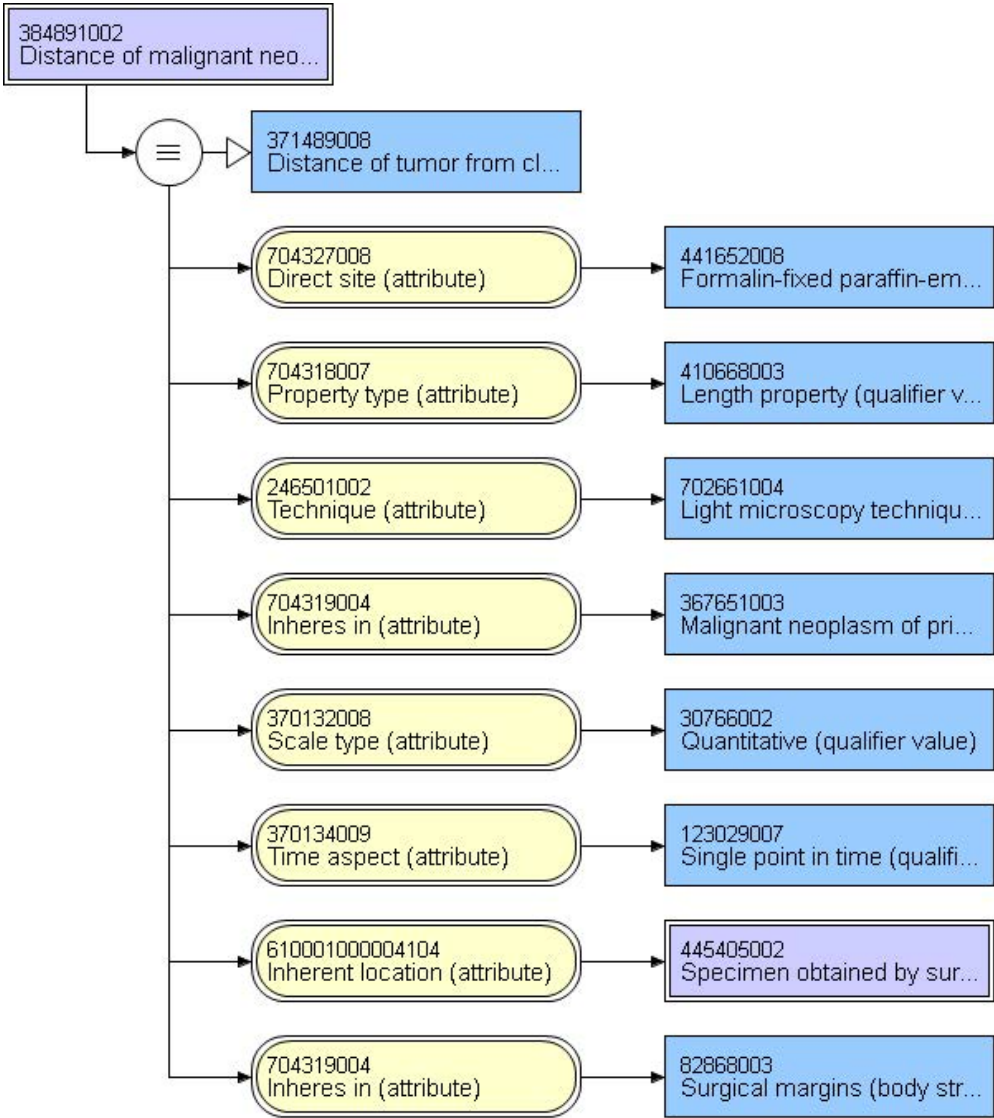 384891002
Distance of malignant neo...
371489008
Distance of tumor from cl...
704327008
Direct site (attribute)
441652008
Formalin-fixed paraffin-em...
704318007
Property type (attribute)
410668003
Length property (qualifier v...
246501002
Technique (attribute)
702661004
Light microscopy techniqu...
704319004
Inheres in (attribute)
367651003
Malignant neoplasm of pri...
370132008
Scale type (attribute)
30766002
Quantitative (qualifier value)
370134009
Time aspect (attribute)
123029007
Single point in time (qualifi...
610001000004104
Inherent location (attribute)
445405002
Specimen obtained by sur...
704319004
Inheres in (attribute)
82868003
Surgical margins (body str...